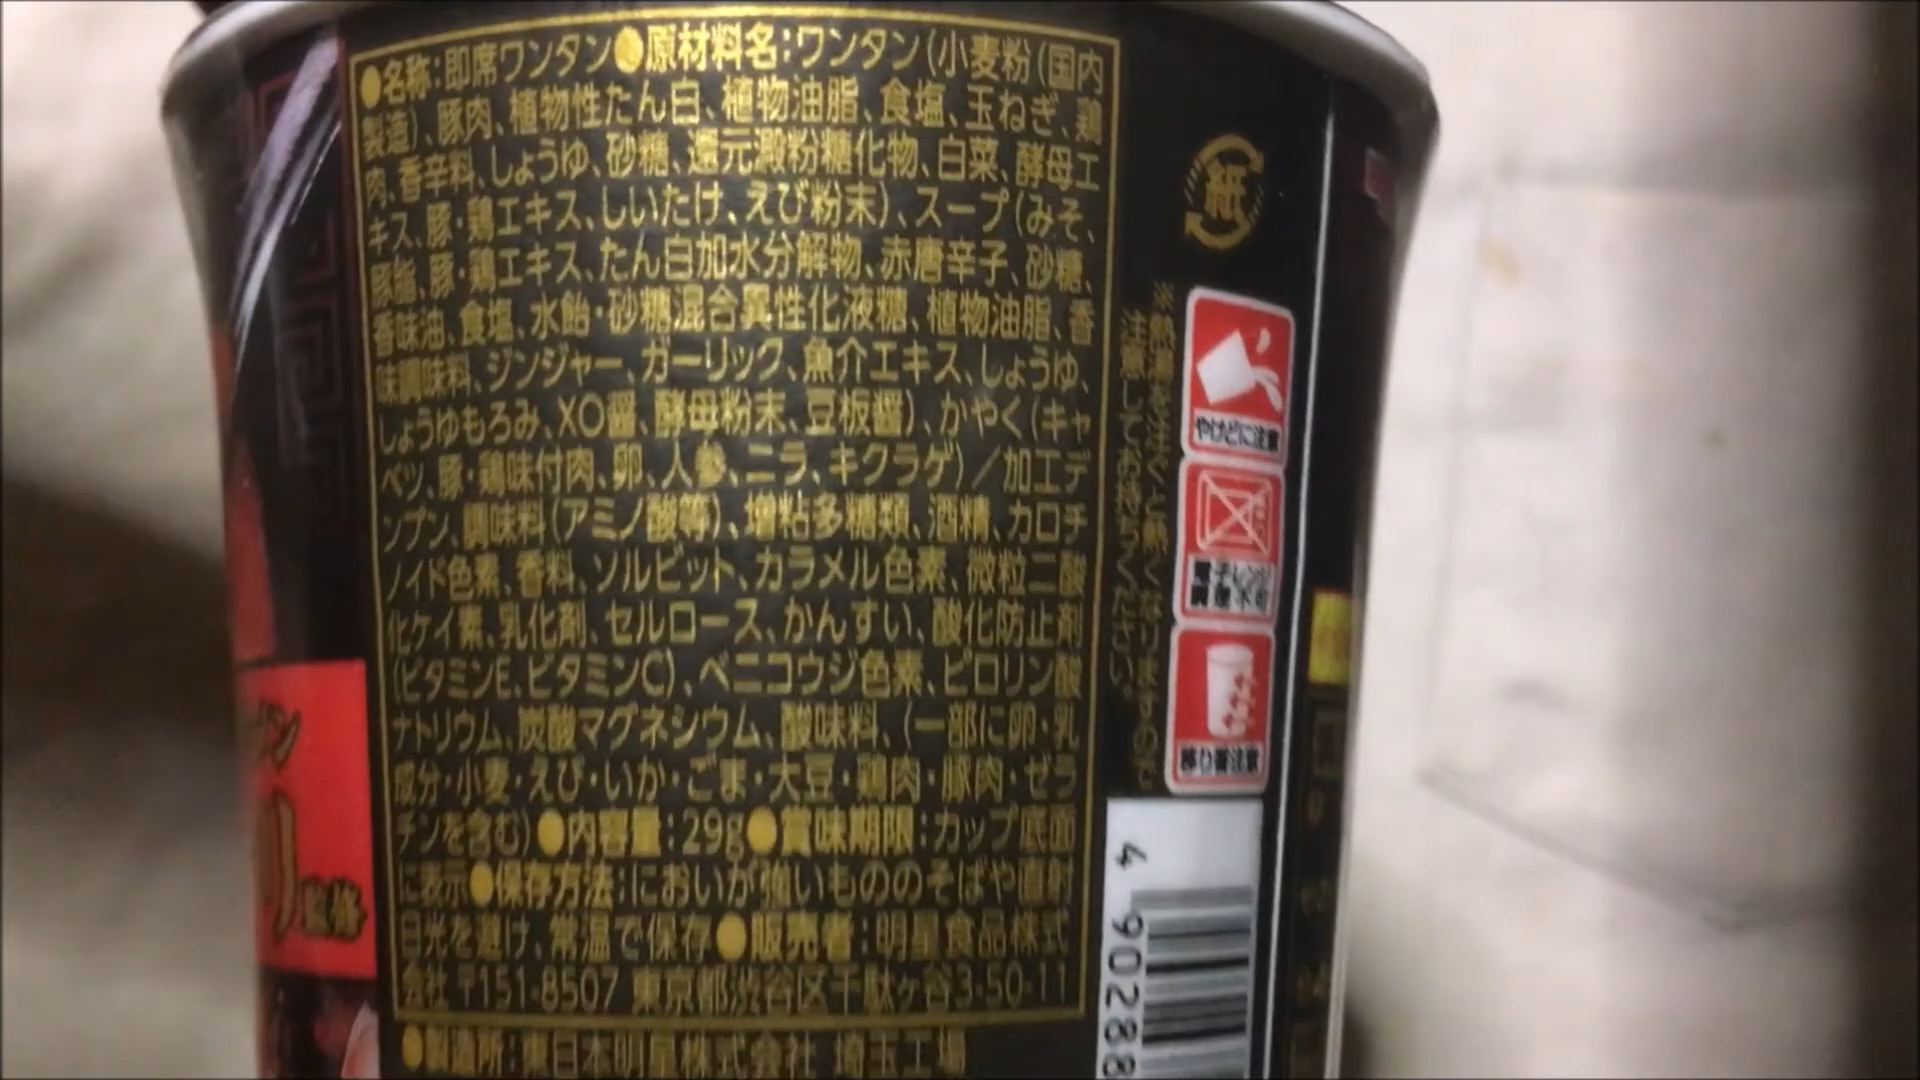 ●名称:即席ワンタン●原材料名:ワンタン(小麦粉(国内
製造)、豚肉、植物性たん白、植物油脂、食塩、玉ねぎ、鶏
肉、香辛料、しょうゆ、砂糖、還元澱粉糖化物、白菜、酵母エ
キス、豚・鶏エキス、しいたけ、えび粉末)、スープ(みそ、
豚脂、豚・鶏エキス、たん白加水分解物、赤唐辛子、砂糖、
香味油、食塩、水飴・砂糖混合異性化液糖、植物油脂、香
味調味料、ジンジャー、ガーリック、魚介エキス、しょうゆ、
しょうゆもろみ、XO醤、酵母粉末、豆板醤)、かやく(キャ
ベツ、豚・鶏味付肉、卵、人参、ニラ、キクラゲ)/加工デ
ンプン、調味料(アミノ酸等)、増粘多糖類、酒精、カロチ
ノイド色素、香料、ソルビット、カラメル色素、微粒二酸
化ケイ素、乳化剤、セルロース、かんすい、酸化防止剤
(ビタミンE、ビタミンC)、ベニコウジ色素、ピロリン酸
ナトリウム、炭酸マグネシウム、酸味料、(一部に卵・乳
成分・小麦・えび・いか・ごま・大豆・鶏肉・豚肉・ゼラ
チンを含む)●内容量:29g●賞味期限:カップ底面
に表示●保存方法:においが強いもののそばや直射
日光を避け、常温で保存●販売者:明星食品株式
会社 〒151-8507 東京都渋谷区千駄ヶ谷3-50-11
●製造所:東日本明星株式会社 埼玉工場
紙
やけどに注意
電子レンジ
調理不可
移り香注意
4 90288
監修